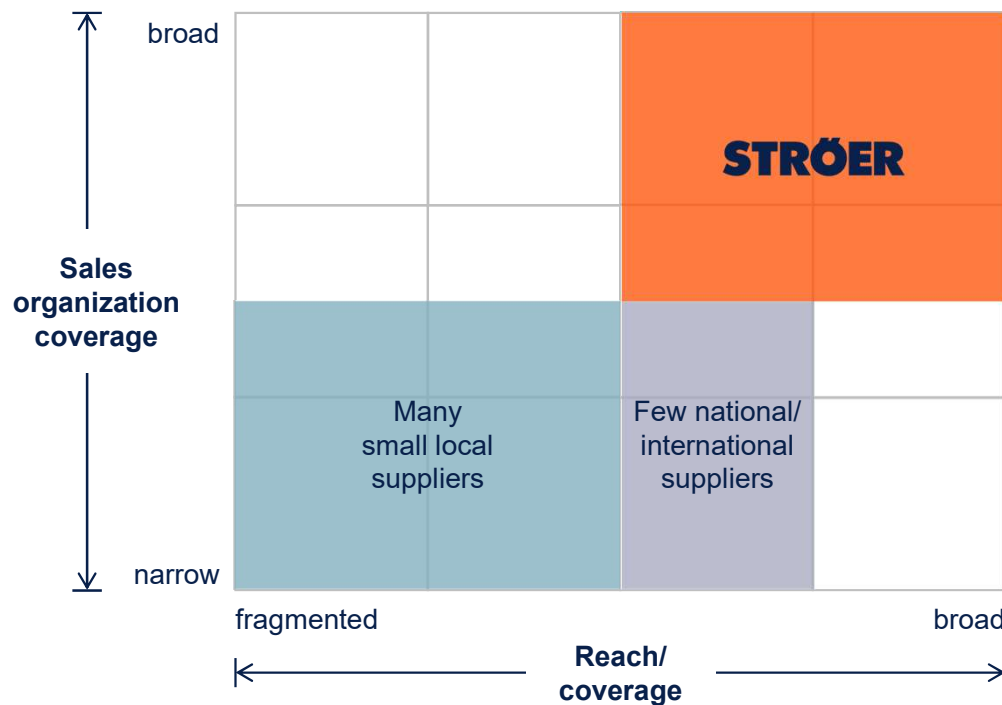 broad
STRÖER
Sales
organization
coverage
Many
small local
suppliers
Few national/
international
suppliers
narrow
fragmented
broad
Reach/
coverage